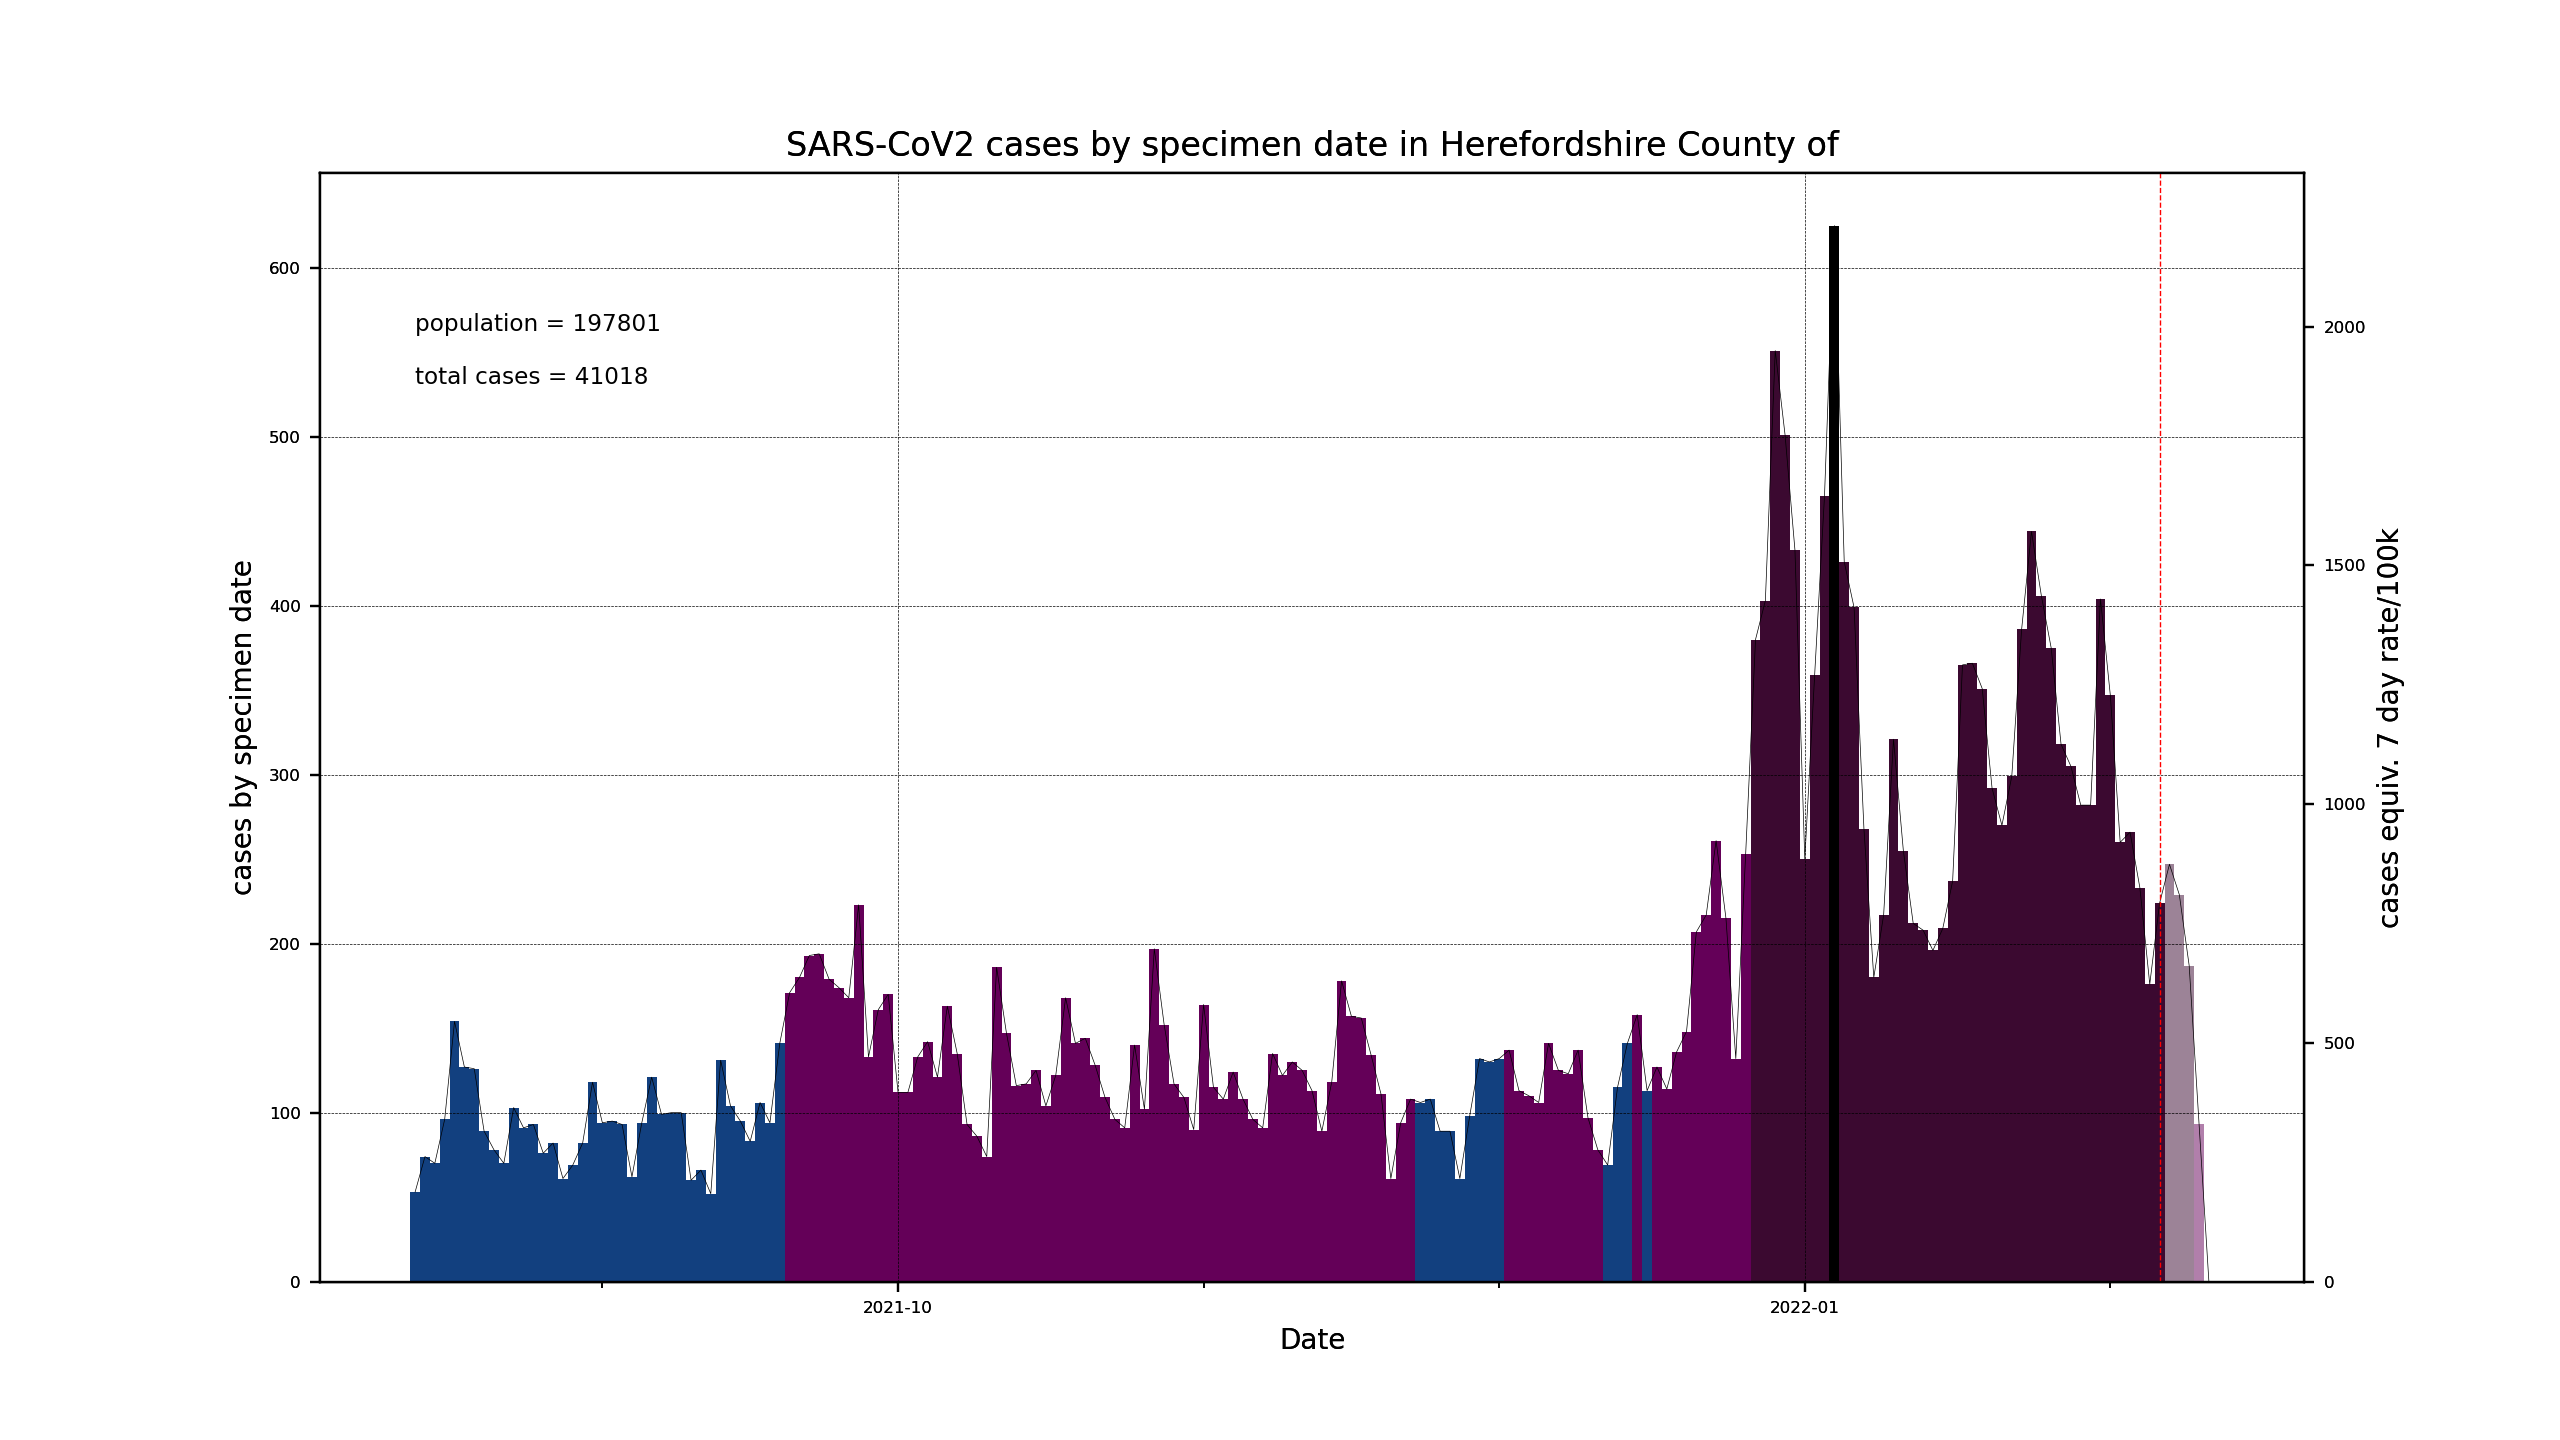 SARS-CoV2 cases by specimen date in Herefordshire County of
population = 197801
total cases = 41018
cases by specimen date
600
500
400
300
200
100
0
2000
1500
1000
500
0
cases equiv. 7 day rate/100k
2021-10
2022-01
Date